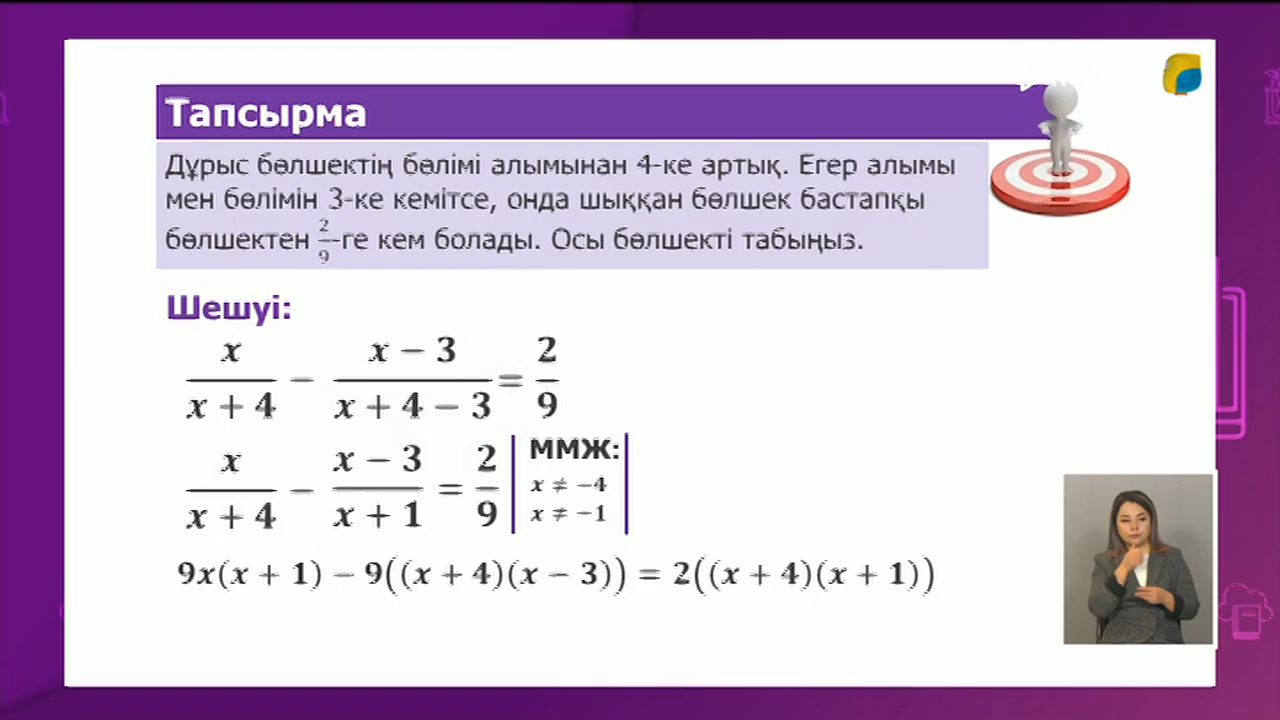 Тапсырма
Дұрыс бөлшектің бөлімі алымынан 4-ке артық. Егер алымы
мен бөлімін 3-ке кемітсе, онда шыққан бөлшек бастапқы
бөлшектен 2/9-ге кем болады. Осы бөлшекті табыңыз.
Шешуі:
x/(x + 4) − (x − 3)/(x + 4 − 3) = 2/9
x/(x + 4) − (x − 3)/(x + 1) = 2/9
ММЖ:
x ≠ −4
x ≠ −1
9x(x + 1) − 9((x + 4)(x − 3)) = 2((x + 4)(x + 1))